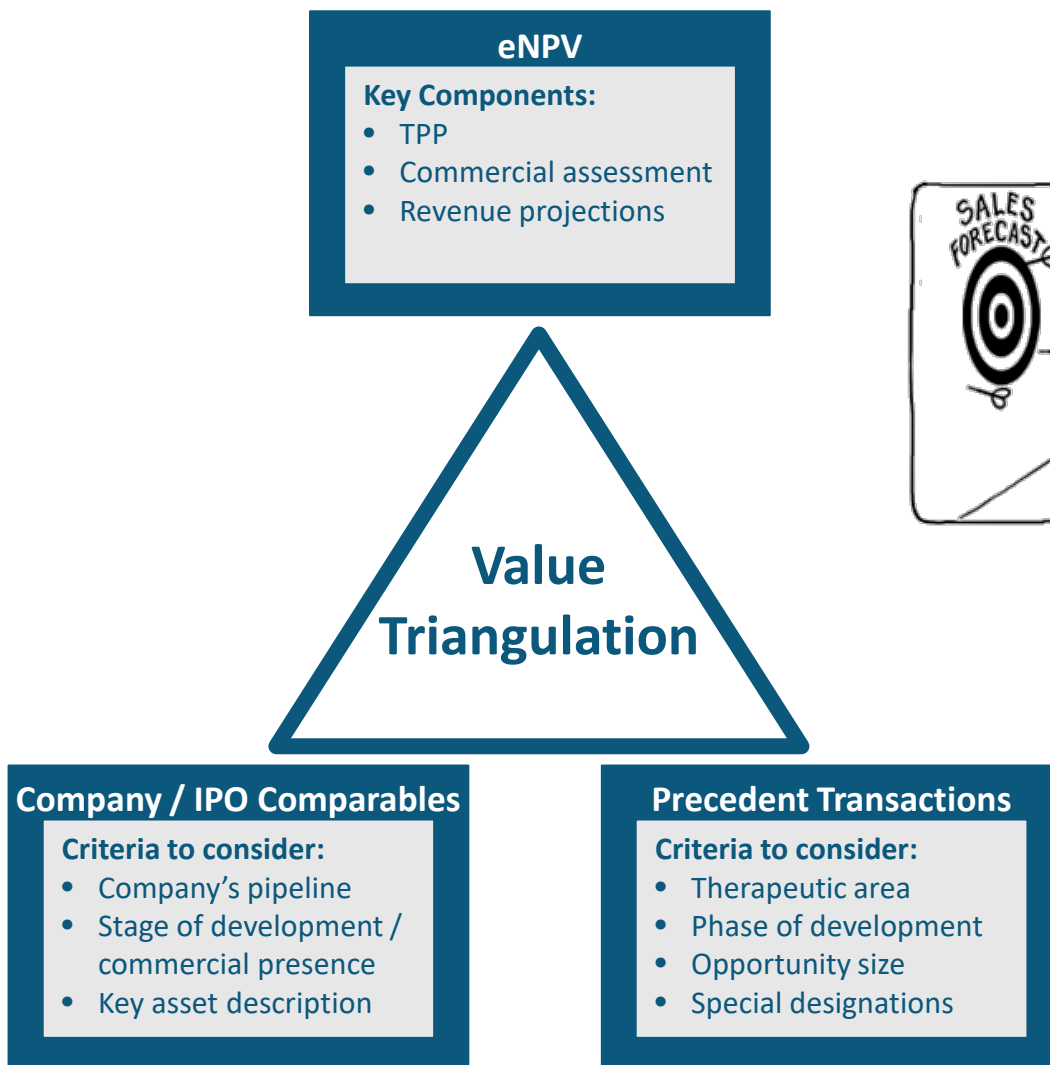 eNPV
Key Components:
• TPP
• Commercial assessment
• Revenue projections
SALES
FORECAST
Value
Triangulation
Company / IPO Comparables
Criteria to consider:
• Company's pipeline
• Stage of development /
commercial presence
• Key asset description
Precedent Transactions
Criteria to consider:
• Therapeutic area
• Phase of development
• Opportunity size
• Special designations